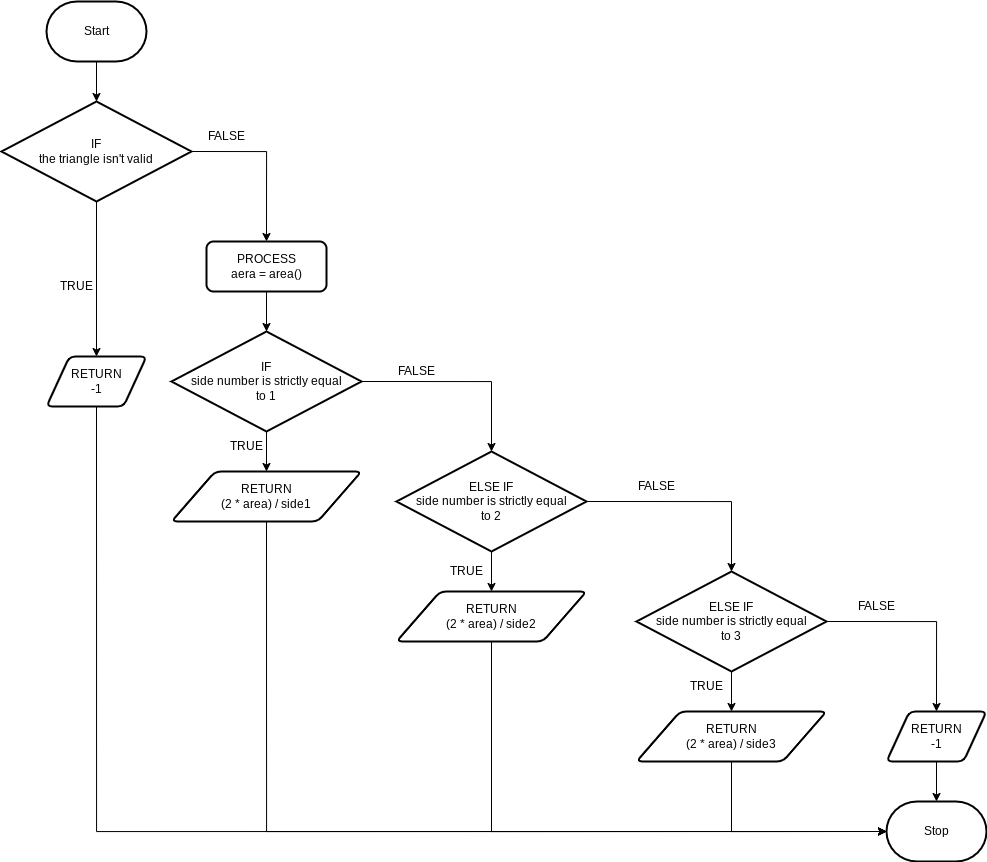 Start
IF
the triangle isn't valid
FALSE
TRUE
PROCESS
aera = area()
RETURN
-1
IF
side number is strictly equal
to 1
FALSE
TRUE
RETURN
(2 * area) / side1
ELSE IF
side number is strictly equal
to 2
FALSE
TRUE
RETURN
(2 * area) / side2
ELSE IF
side number is strictly equal
to 3
FALSE
TRUE
RETURN
(2 * area) / side3
RETURN
-1
Stop